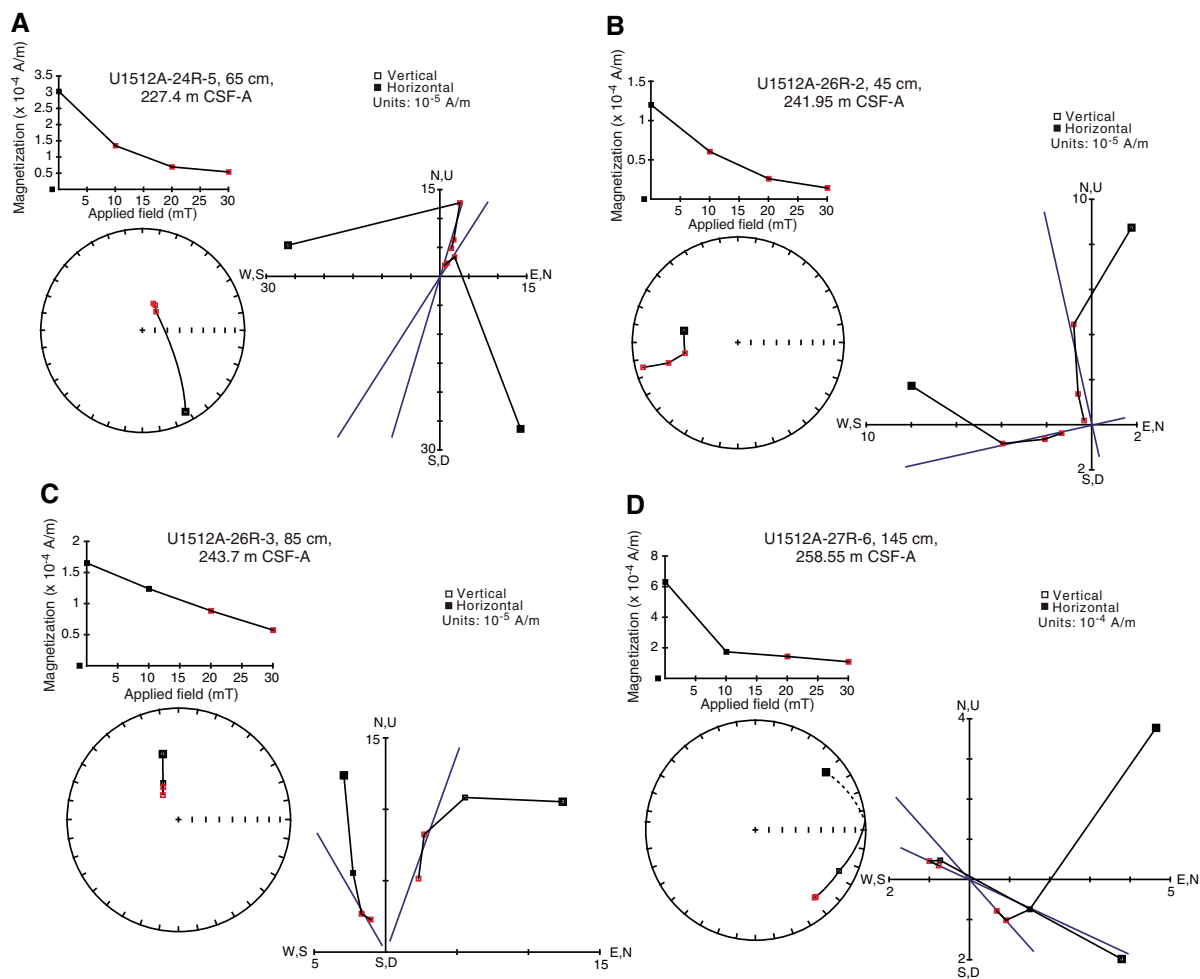 A
U1512A-24R-5, 65 cm,
227.4 m CSF-A
Magnetization (x 10-4 A/m)
3.5
3
2.5
2
1.5
1
0.5
5 10 15 20 25 30
Applied field (mT)
Vertical
Horizontal
Units: 10-5 A/m
N,U
15
W,S
30
E,N
15
30
S,D
B
U1512A-26R-2, 45 cm,
241.95 m CSF-A
Magnetization (x 10-4 A/m)
1.5
1
0.5
5 10 15 20 25 30
Applied field (mT)
Vertical
Horizontal
Units: 10-5 A/m
N,U
10
W,S
10
E,N
2
2
S,D
C
U1512A-26R-3, 85 cm,
243.7 m CSF-A
Magnetization (x 10-4 A/m)
2
1.5
1
0.5
5 10 15 20 25 30
Applied field (mT)
Vertical
Horizontal
Units: 10-5 A/m
N,U
15
W,S
5
S,D
E,N
15
D
U1512A-27R-6, 145 cm,
258.55 m CSF-A
Magnetization (x 10-4 A/m)
8
6
4
2
5 10 15 20 25 30
Applied field (mT)
Vertical
Horizontal
Units: 10-4 A/m
N,U
4
W,S
2
E,N
5
2
S,D